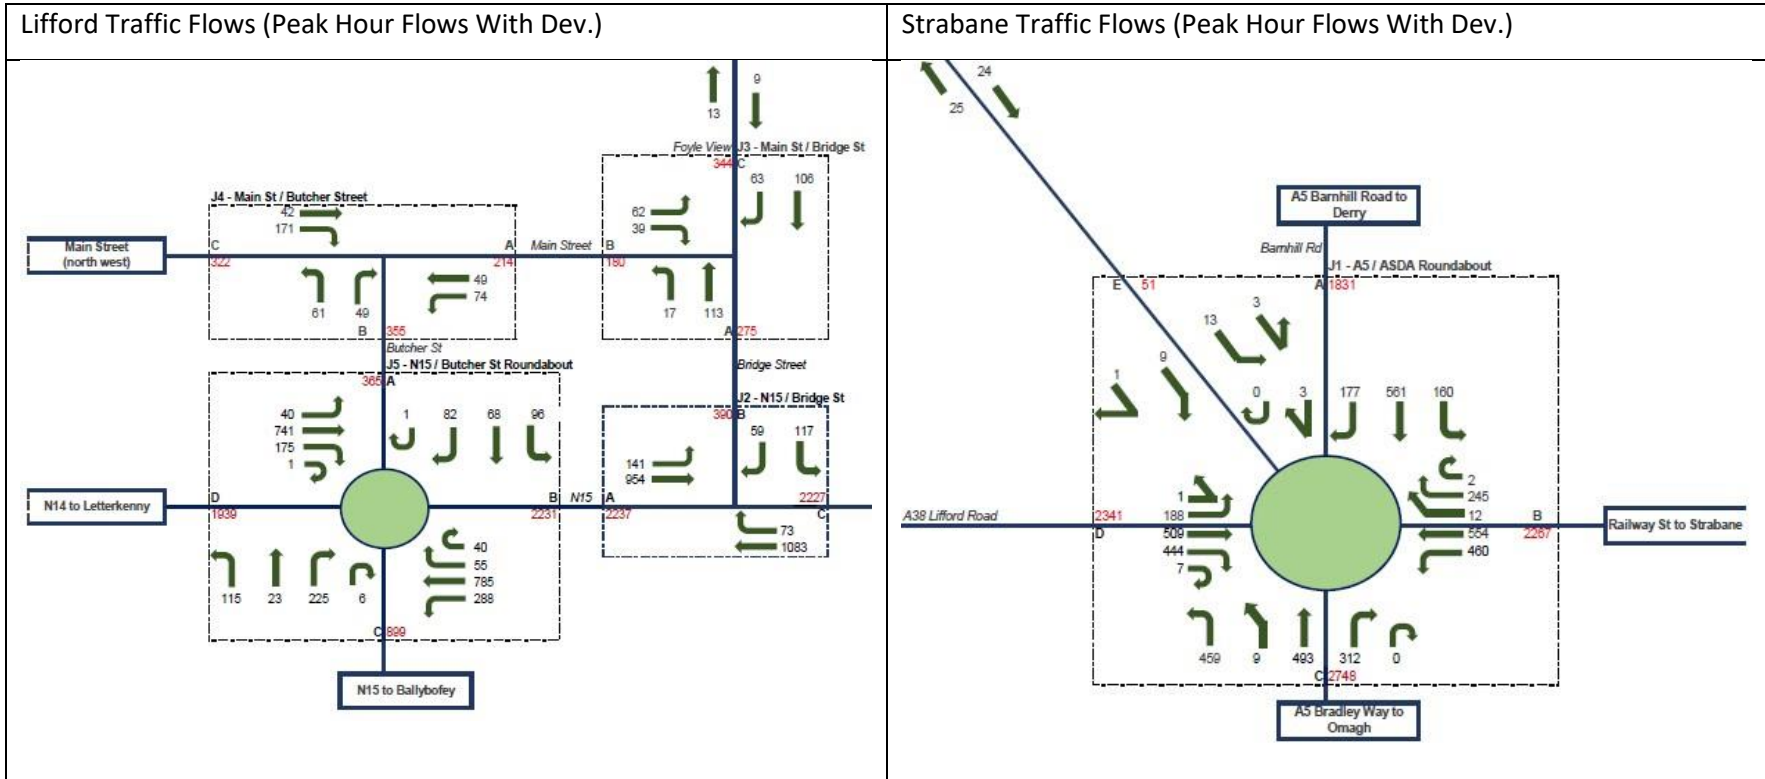 Lifford Traffic Flows (Peak Hour Flows With Dev.)
9
13
Foyle View J3 - Main St / Bridge St
344 C
63 106
62
39
J4 - Main St / Butcher Street
42
171
Main Street
(north west)
C
322
A
214
Main Street
B
180
49
74
61 49
17 113
B 355
A 275
Butcher St
J5 - N15 / Butcher St Roundabout
365 A
Bridge Street
J2 - N15 / Bridge St
390 B
40
741
175
1
1 82 68 96
59 117
141
954
N14 to Letterkenny
D
1939
B
2231
N15
A
2237
2227
C
73
1083
40
55
785
288
115 23 225 6
C 899
N15 to Ballybofey
Strabane Traffic Flows (Peak Hour Flows With Dev.)
24
25
A5 Barnhill Road to
Derry
Barnhill Rd
J1 - A5 / ASDA Roundabout
E 51
A 1831
3
13
9
1
0 3 177 561 160
1
188
509
444
7
2
245
12
554
460
A38 Lifford Road
2341
D
B
2267
Railway St to Strabane
459 9 493 312 0
C 2748
A5 Bradley Way to
Omagh